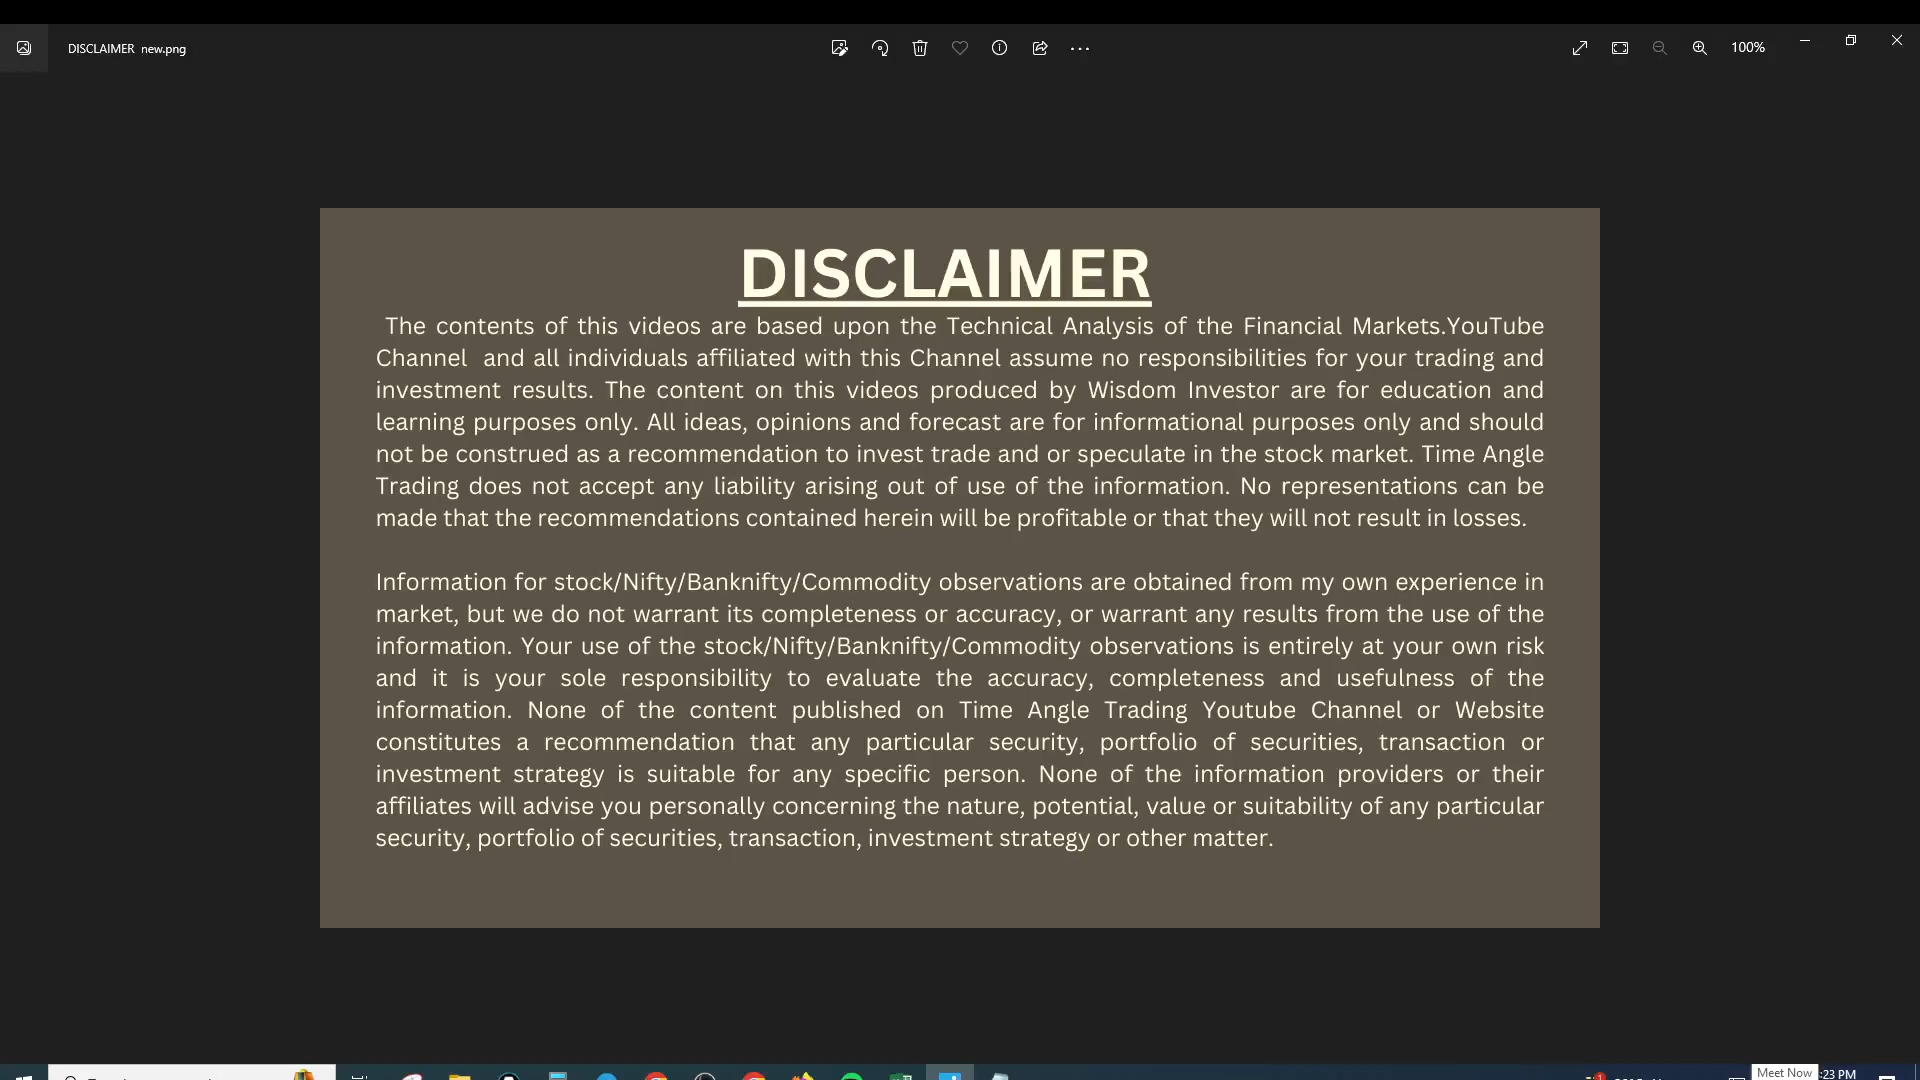 DISCLAIMER new.png
100%
DISCLAIMER
The contents of this videos are based upon the Technical Analysis of the Financial Markets.YouTube
Channel and all individuals affiliated with this Channel assume no responsibilities for your trading and
investment results. The content on this videos produced by Wisdom Investor are for education and
learning purposes only. All ideas, opinions and forecast are for informational purposes only and should
not be construed as a recommendation to invest trade and or speculate in the stock market. Time Angle
Trading does not accept any liability arising out of use of the information. No representations can be
made that the recommendations contained herein will be profitable or that they will not result in losses.
Information for stock/Nifty/Banknifty/Commodity observations are obtained from my own experience in
market, but we do not warrant its completeness or accuracy, or warrant any results from the use of the
information. Your use of the stock/Nifty/Banknifty/Commodity observations is entirely at your own risk
and it is your sole responsibility to evaluate the accuracy, completeness and usefulness of the
information. None of the content published on Time Angle Trading Youtube Channel or Website
constitutes a recommendation that any particular security, portfolio of securities, transaction or
investment strategy is suitable for any specific person. None of the information providers or their
affiliates will advise you personally concerning the nature, potential, value or suitability of any particular
security, portfolio of securities, transaction, investment strategy or other matter.
Meet Now :23 PM